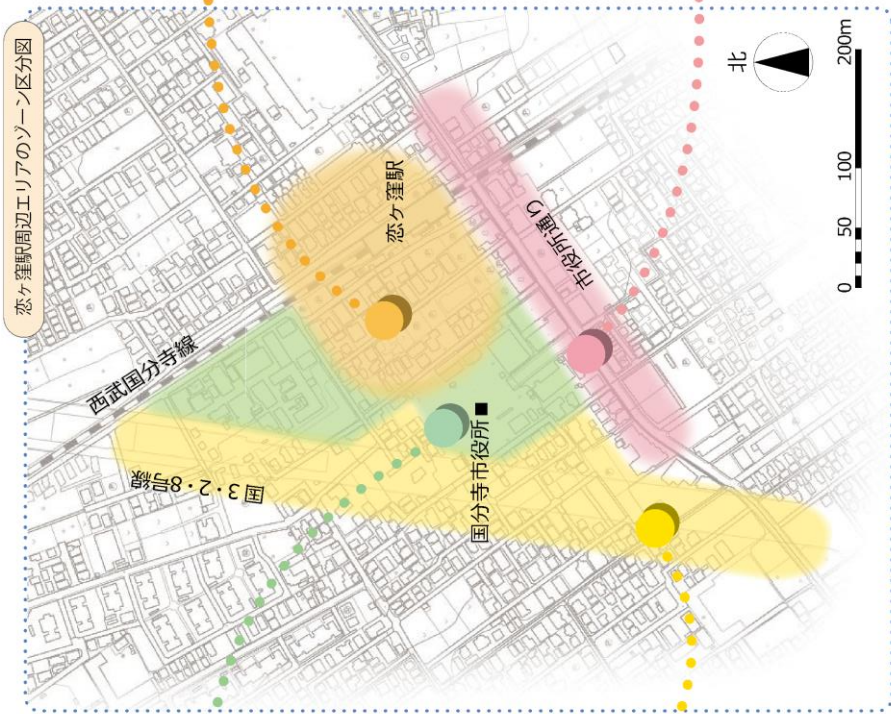 恋ヶ窪駅周辺エリアのゾーン区分図
西武国分寺線
国3・2・8号線
恋ヶ窪駅
国分寺市役所
市役所通り
北
0 50 100 200m